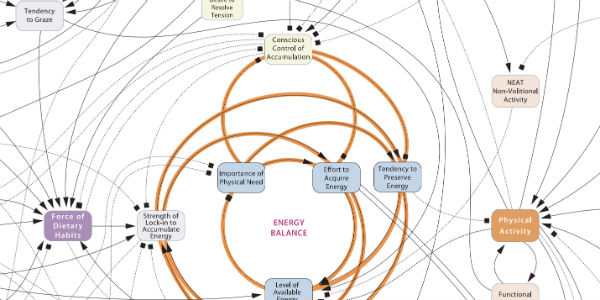 Tendency
to Graze
Resolve
Tension
Conscious
Control of
Accumulation
NEAT
Non-Volitional
Activity
Importance of
Physical Need
Effort to
Acquire
Energy
Tendency to
Preserve
Energy
Force of
Dietary
Habits
Strength of
Lock-in to
Accumulate
Energy
ENERGY
BALANCE
Physical
Activity
Level of
Available
Functional